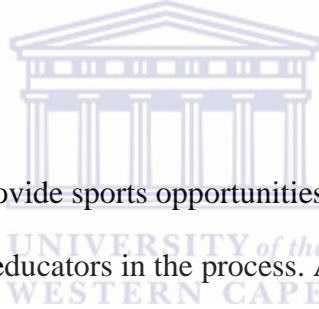 ovide sports opportunities
UNIVERSITY of the
educators in the process.
WESTERN CAPE